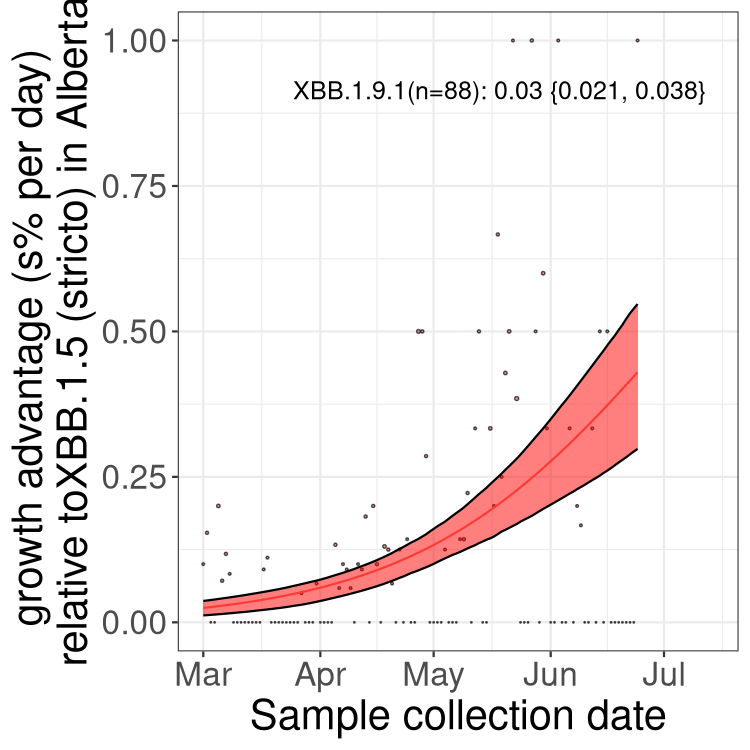 growth advantage (s% per day)
relative toXBB.1.5 (stricto) in Alberta
1.00
0.75
0.50
0.25
0.00
XBB.1.9.1(n=88): 0.03 {0.021, 0.038}
Mar Apr May Jun Jul
Sample collection date